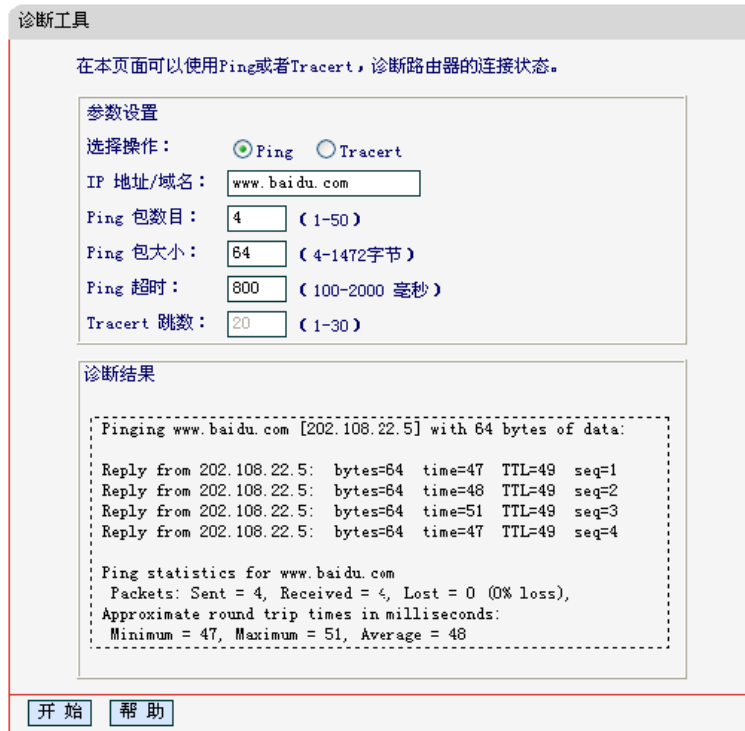 诊断工具
在本页面可以使用Ping或者Tracert，诊断路由器的连接状态。
参数设置
选择操作： Ping Tracert
IP 地址/域名： www.baidu.com
Ping 包数目： 4 （1-50）
Ping 包大小： 64 （4-1472字节）
Ping 超时： 800 （100-2000 毫秒）
Tracert 跳数： 20 （1-30）
诊断结果
Pinging www.baidu.com [202.108.22.5] with 64 bytes of data:
Reply from 202.108.22.5: bytes=64 time=47 TTL=49 seq=1
Reply from 202.108.22.5: bytes=64 time=48 TTL=49 seq=2
Reply from 202.108.22.5: bytes=64 time=51 TTL=49 seq=3
Reply from 202.108.22.5: bytes=64 time=47 TTL=49 seq=4
Ping statistics for www.baidu.com
Packets: Sent = 4, Received = 4, Lost = 0 (0% loss),
Approximate round trip times in milliseconds:
Minimum = 47, Maximum = 51, Average = 48
开 始 帮 助